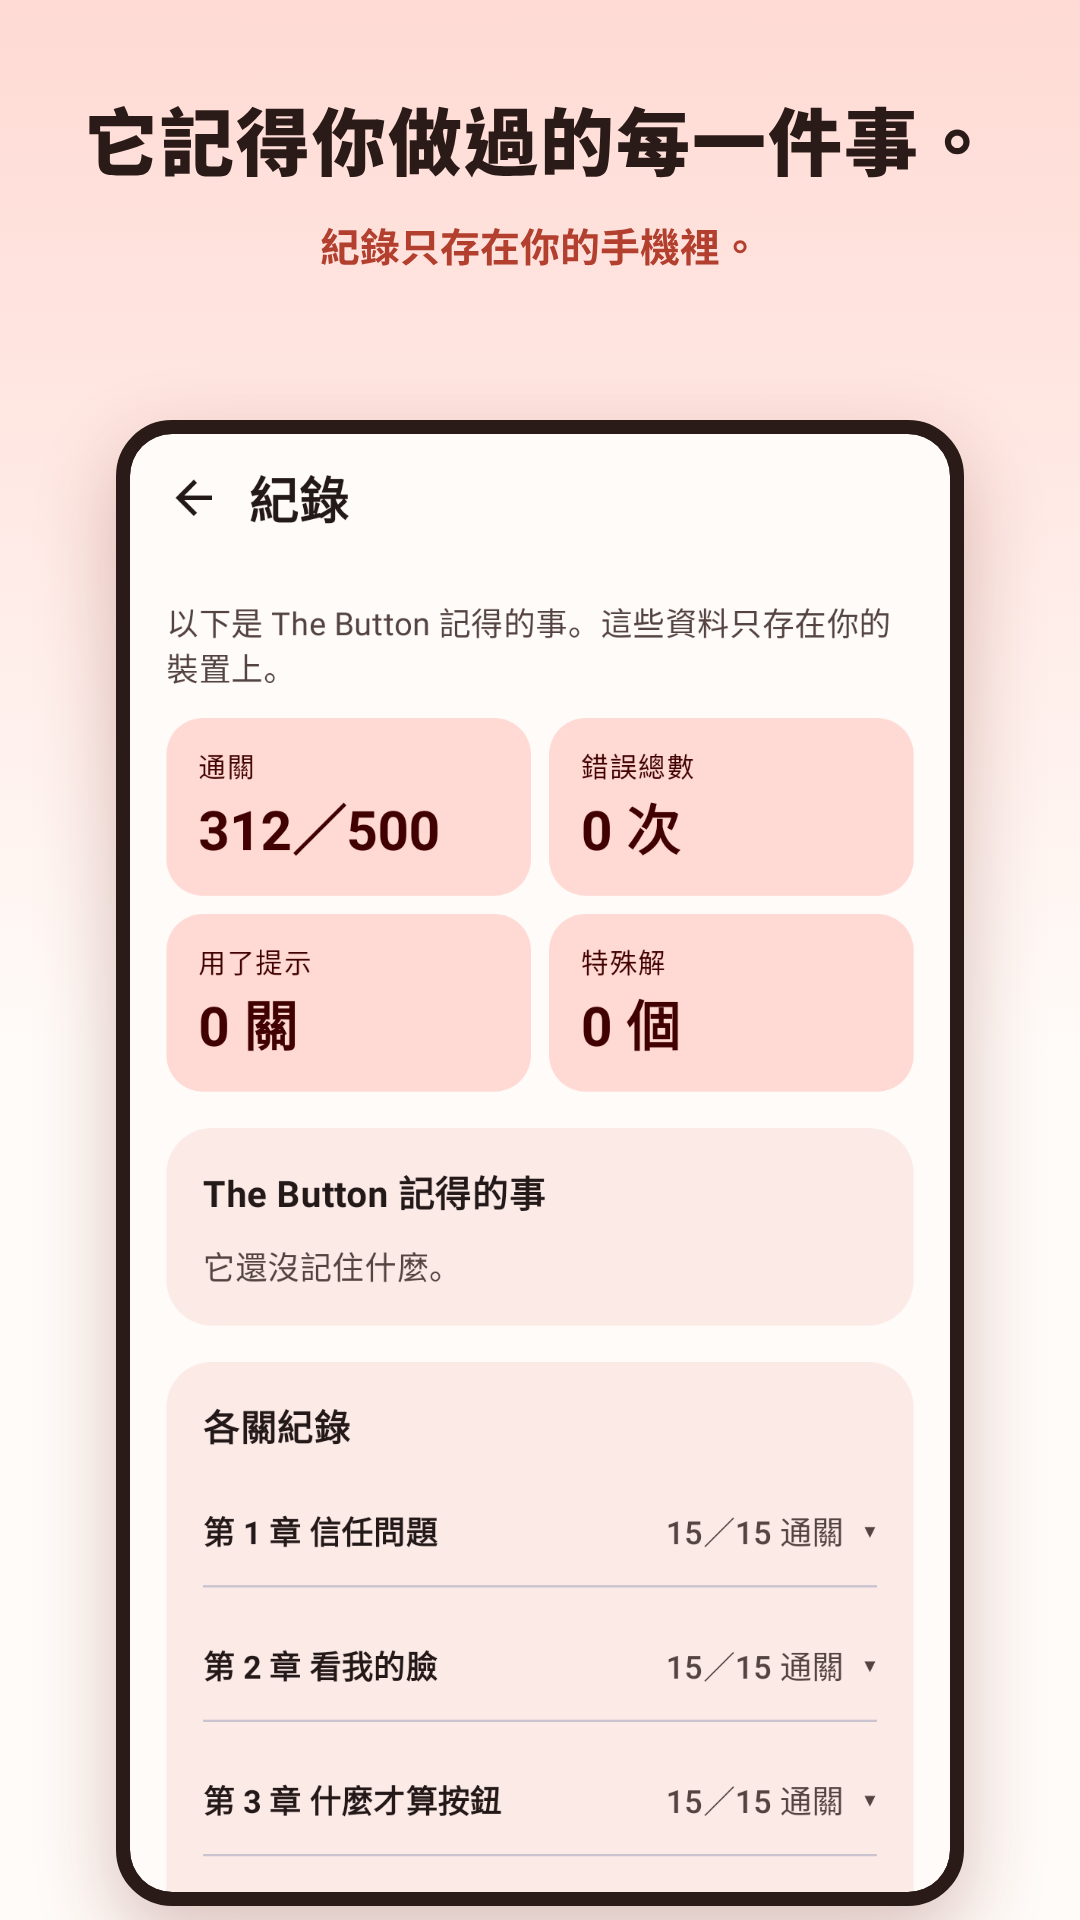 它記得你做過的每一件事。
紀錄只存在你的手機裡。
紀錄
以下是 The Button 記得的事。這些資料只存在你的
裝置上。
通關
312／500
錯誤總數
0 次
用了提示
0 關
特殊解
0 個
The Button 記得的事
它還沒記住什麼。
各關紀錄
第 1 章 信任問題
15／15 通關 ▼
第 2 章 看我的臉
15／15 通關 ▼
第 3 章 什麼才算按鈕
15／15 通關 ▼